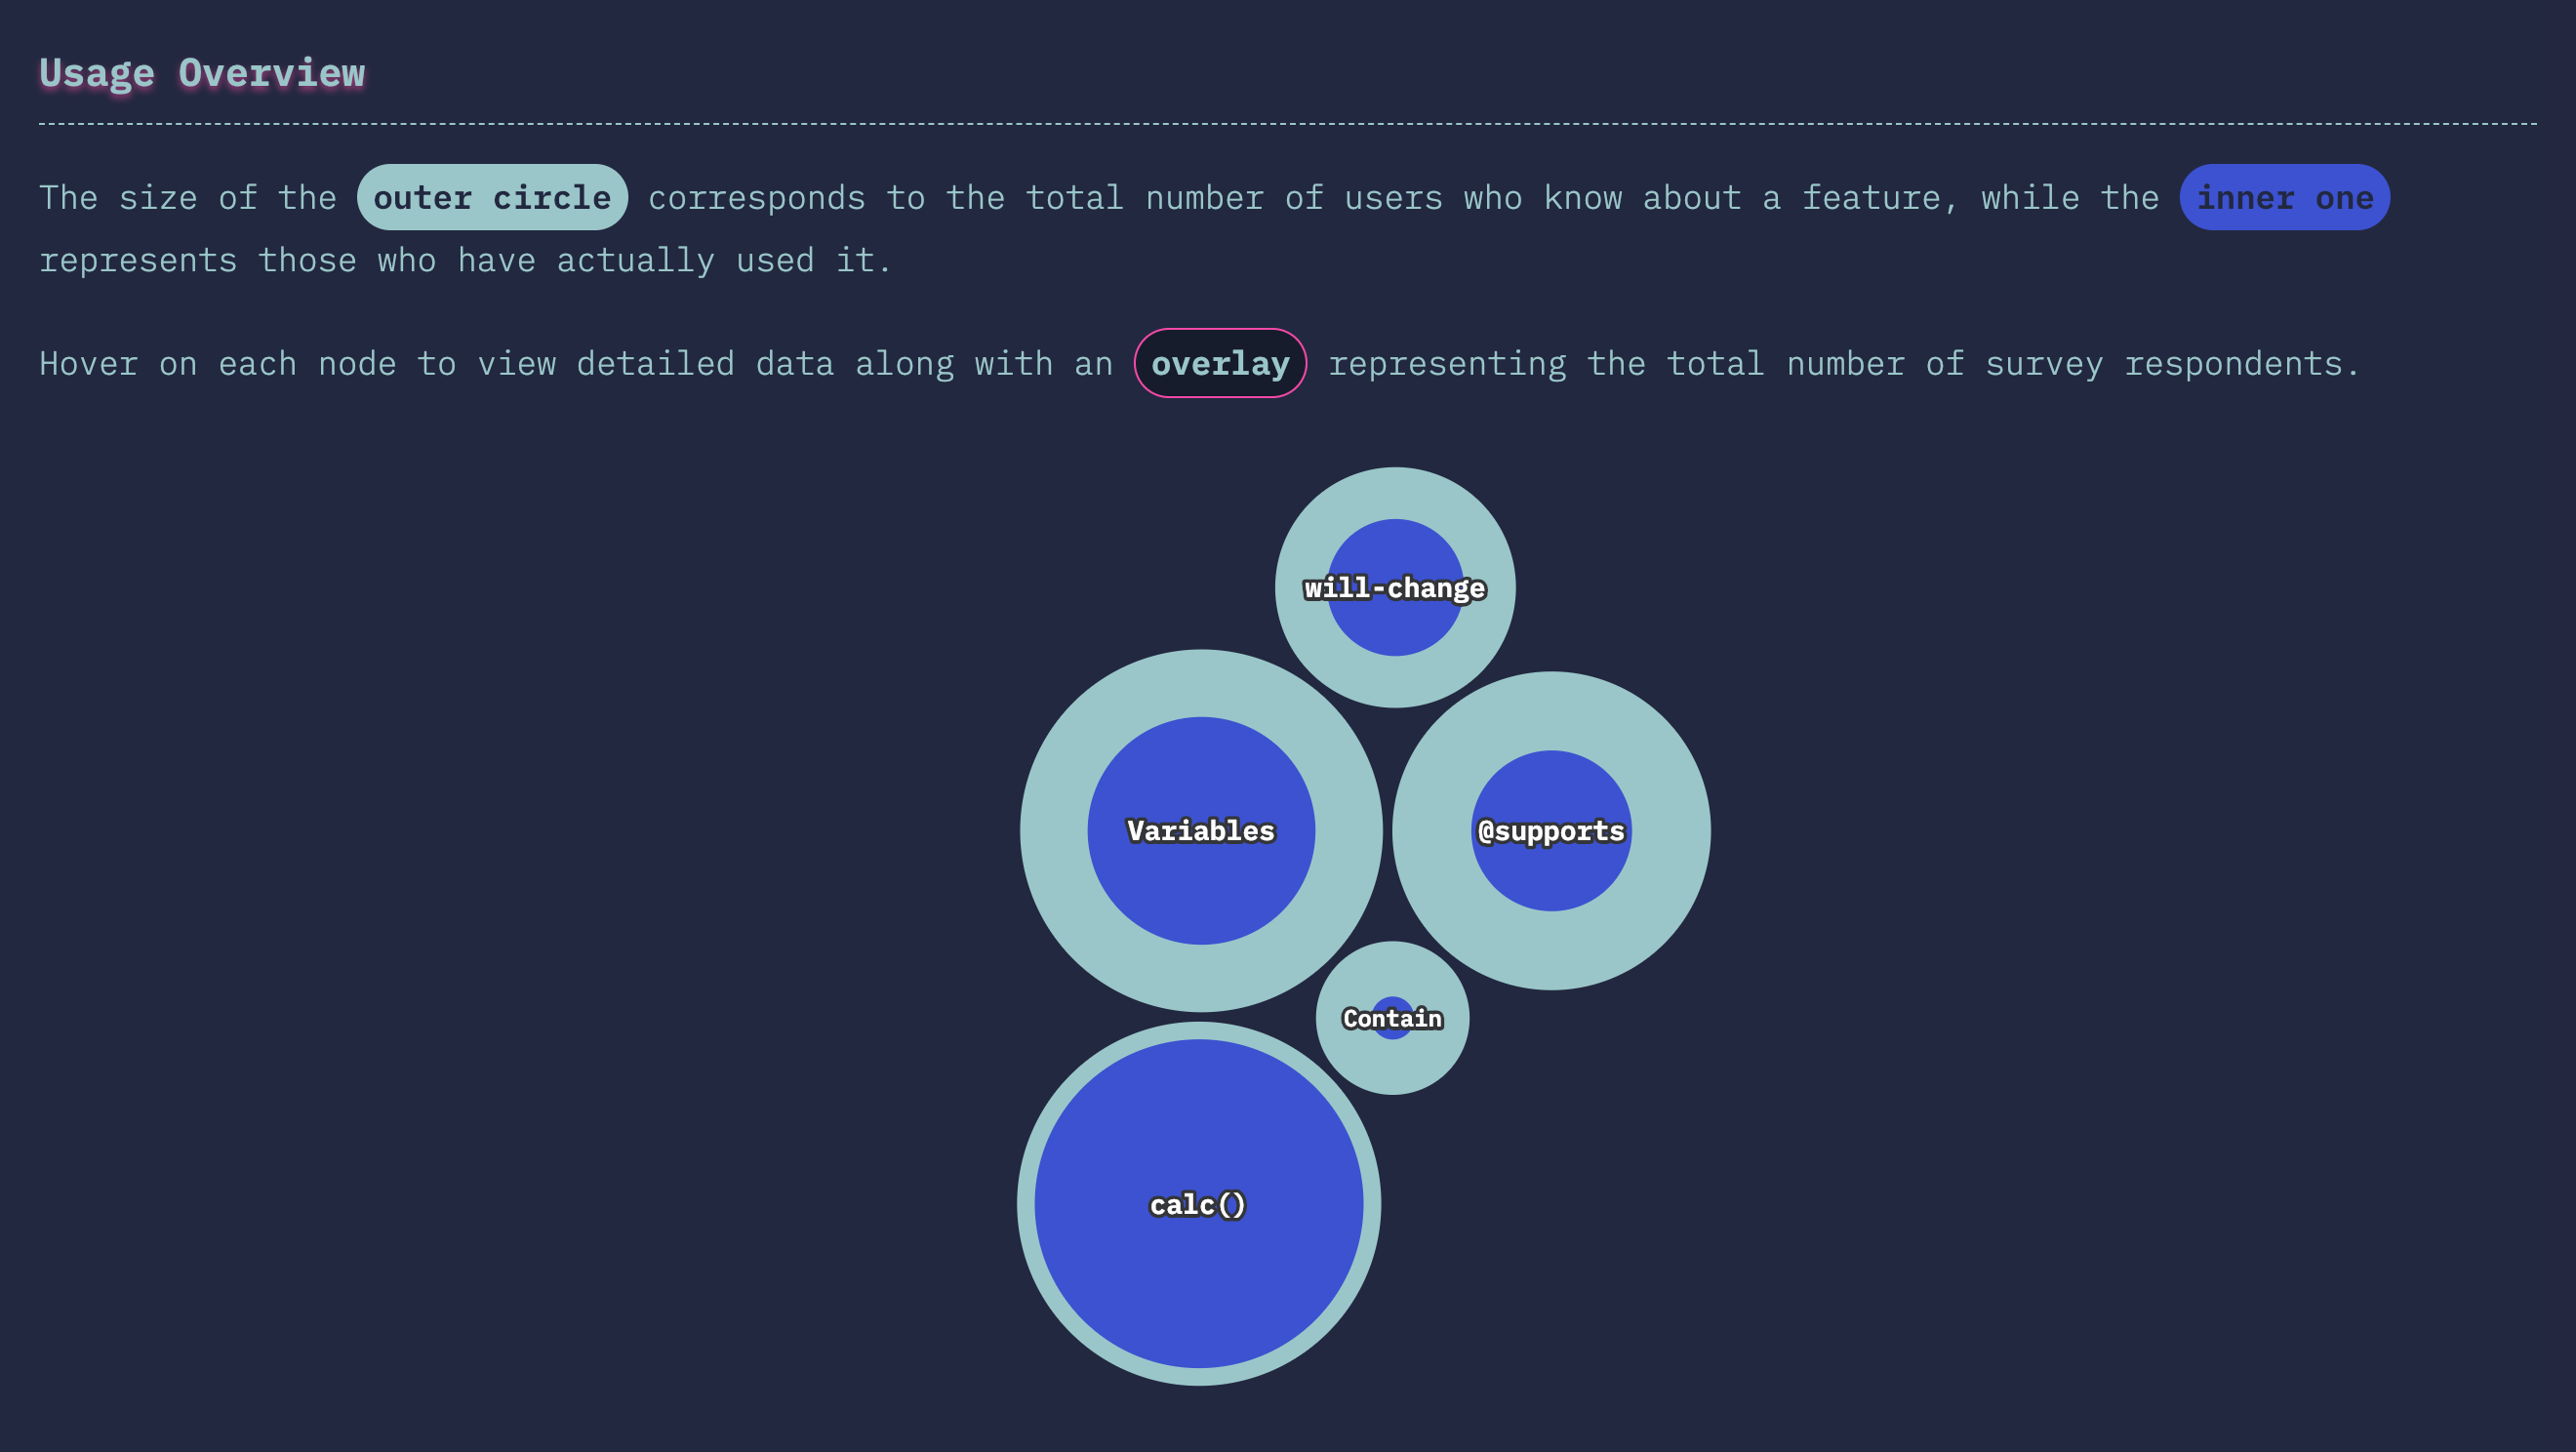 Usage Overview
The size of the outer circle corresponds to the total number of users who know about a feature, while the inner one
represents those who have actually used it.
Hover on each node to view detailed data along with an overlay representing the total number of survey respondents.
will-change
Variables
@supports
Contain
calc()